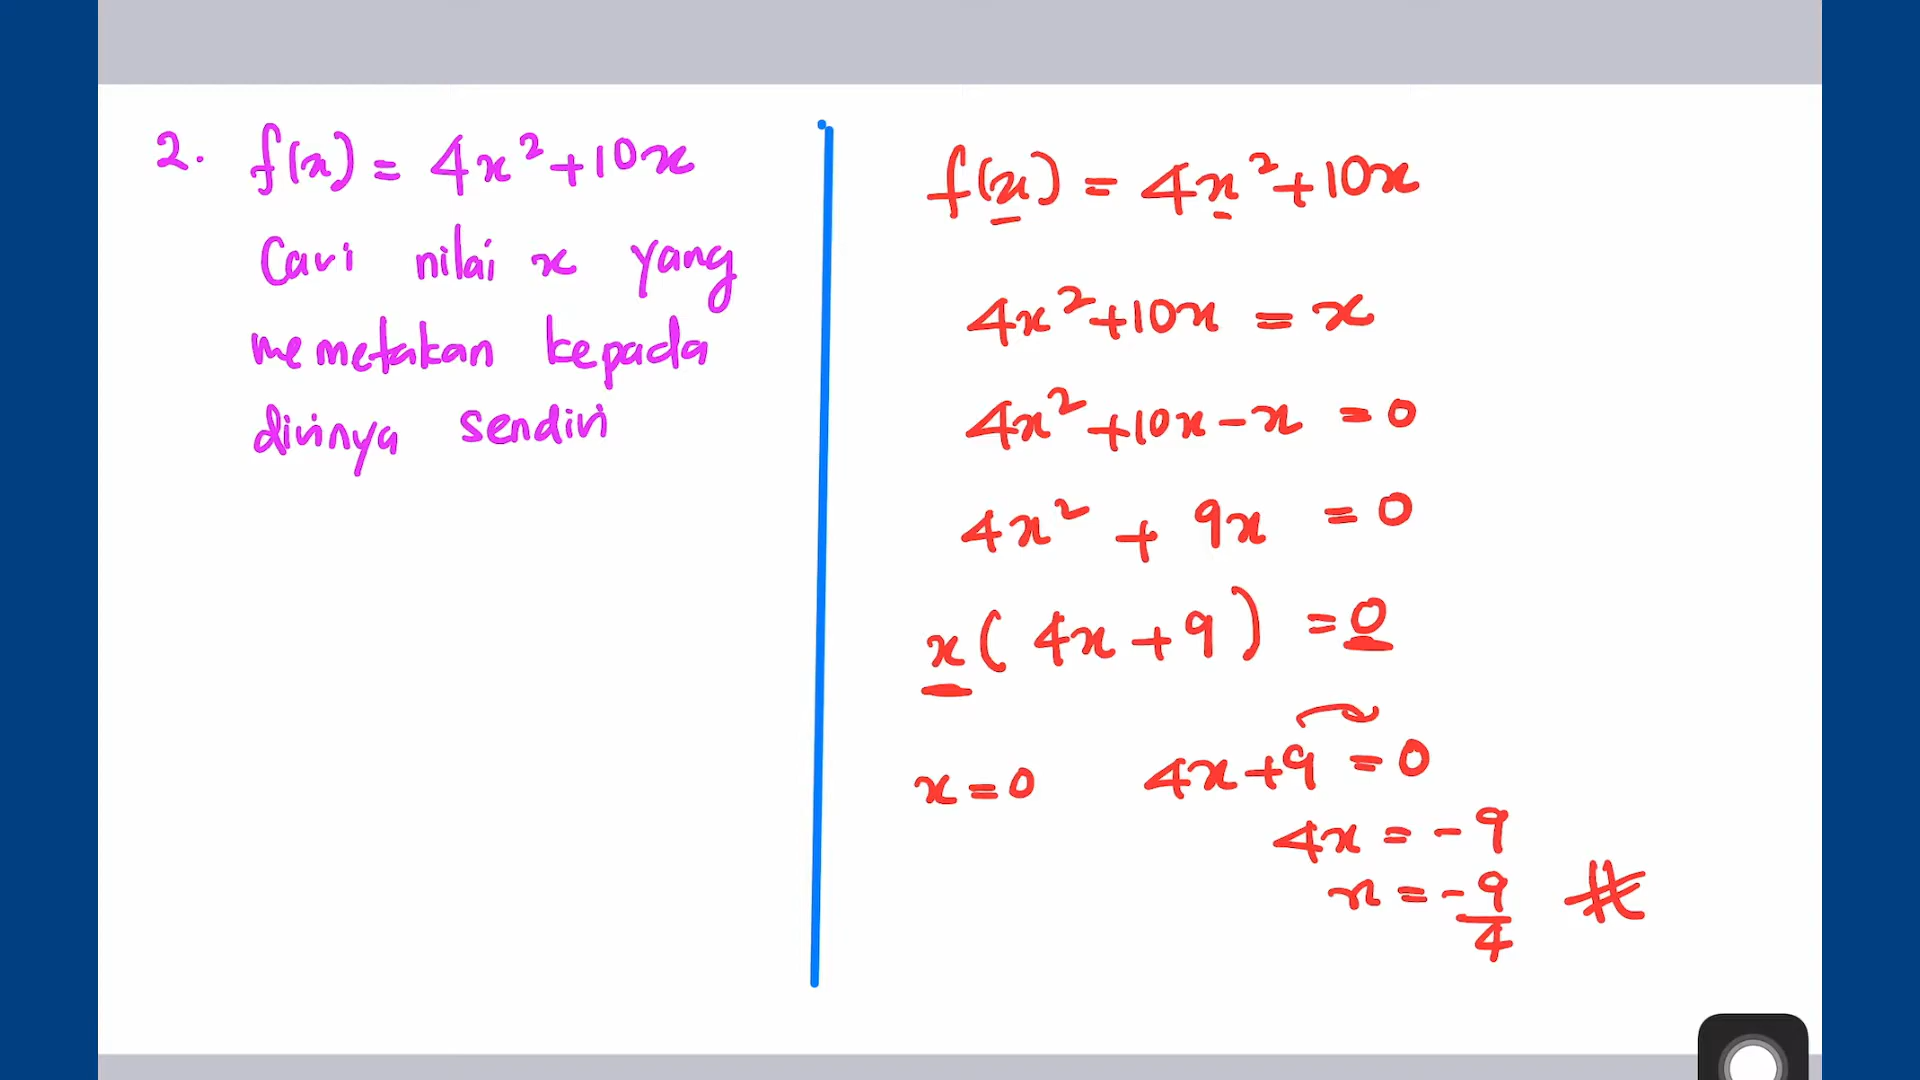 2. f(x) = 4x² + 10x
Cari nilai x yang
memetakan kepada
dirinya sendiri
f(x) = 4x² + 10x
4x² + 10x = x
4x² + 10x - x = 0
4x² + 9x = 0
x(4x + 9) = 0
x = 0 4x + 9 = 0
4x = -9
x = -9/4 #